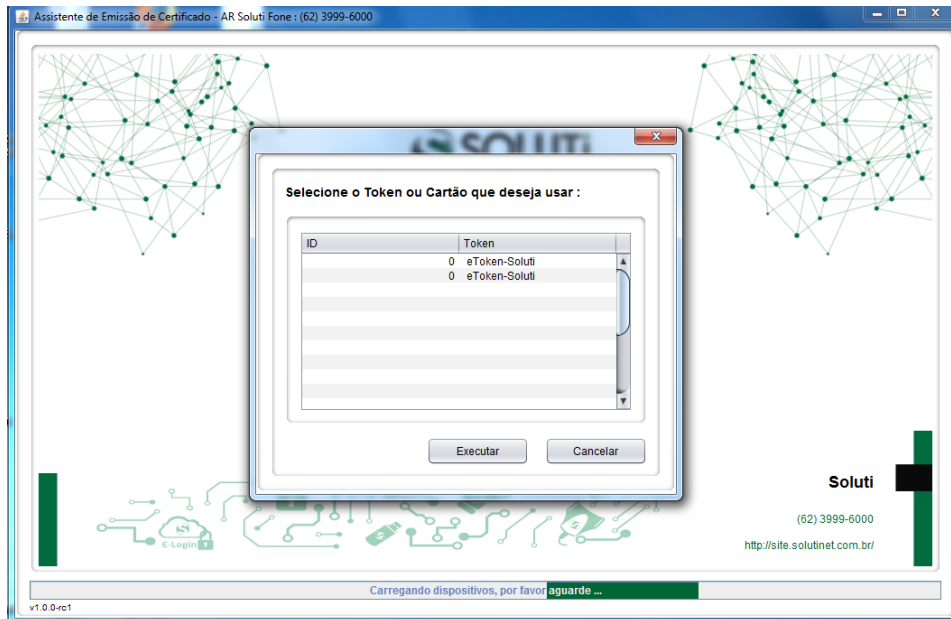 Assistente de Emissão de Certificado - AR Soluti Fone : (62) 3999-6000
SOLUTI
Selecione o Token ou Cartão que deseja usar :
ID Token
0 eToken-Soluti
0 eToken-Soluti
Executar Cancelar
Soluti
(62) 3999-6000
E-Login
http://site.solutinet.com.br/
Carregando dispositivos, por favor aguarde ...
v1.0.0-rc1